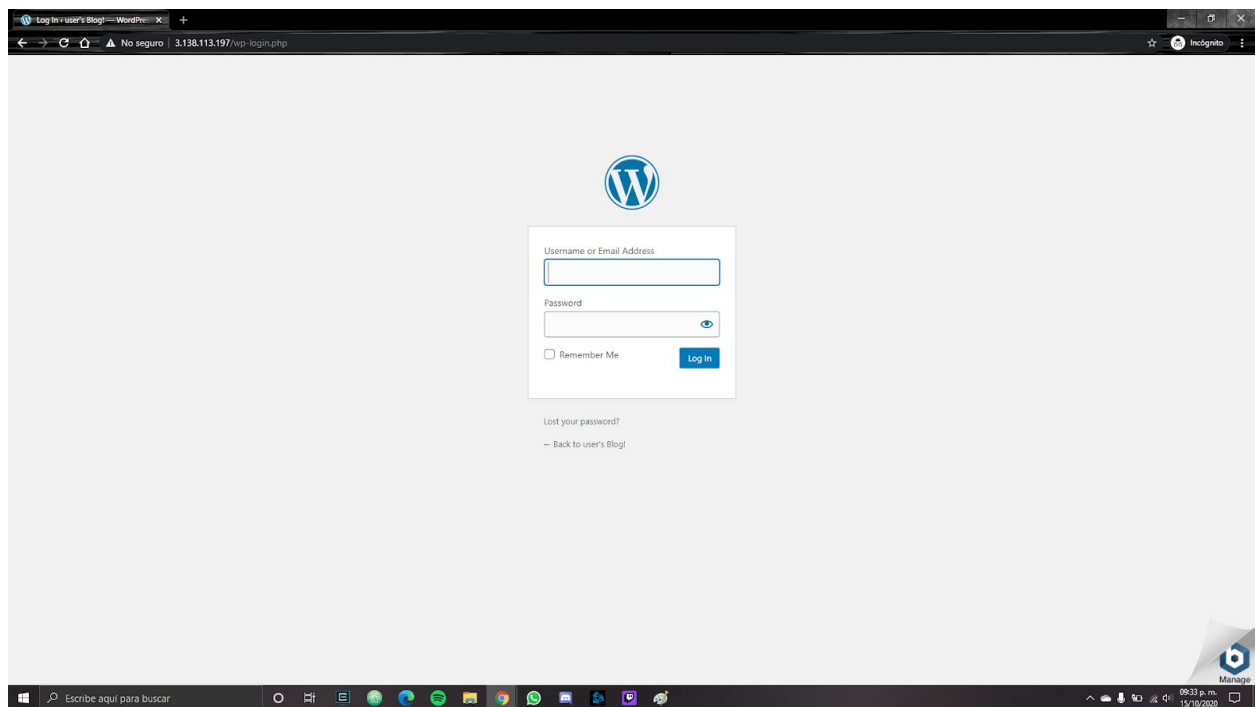 Log In ‹ user's Blog! — WordPre
No seguro | 3.138.113.197/wp-login.php
Incógnito
Username or Email Address
Password
Remember Me
Log In
Lost your password?
← Back to user's Blog!
Manage
Escribe aquí para buscar
09:33 p. m.
15/10/2020